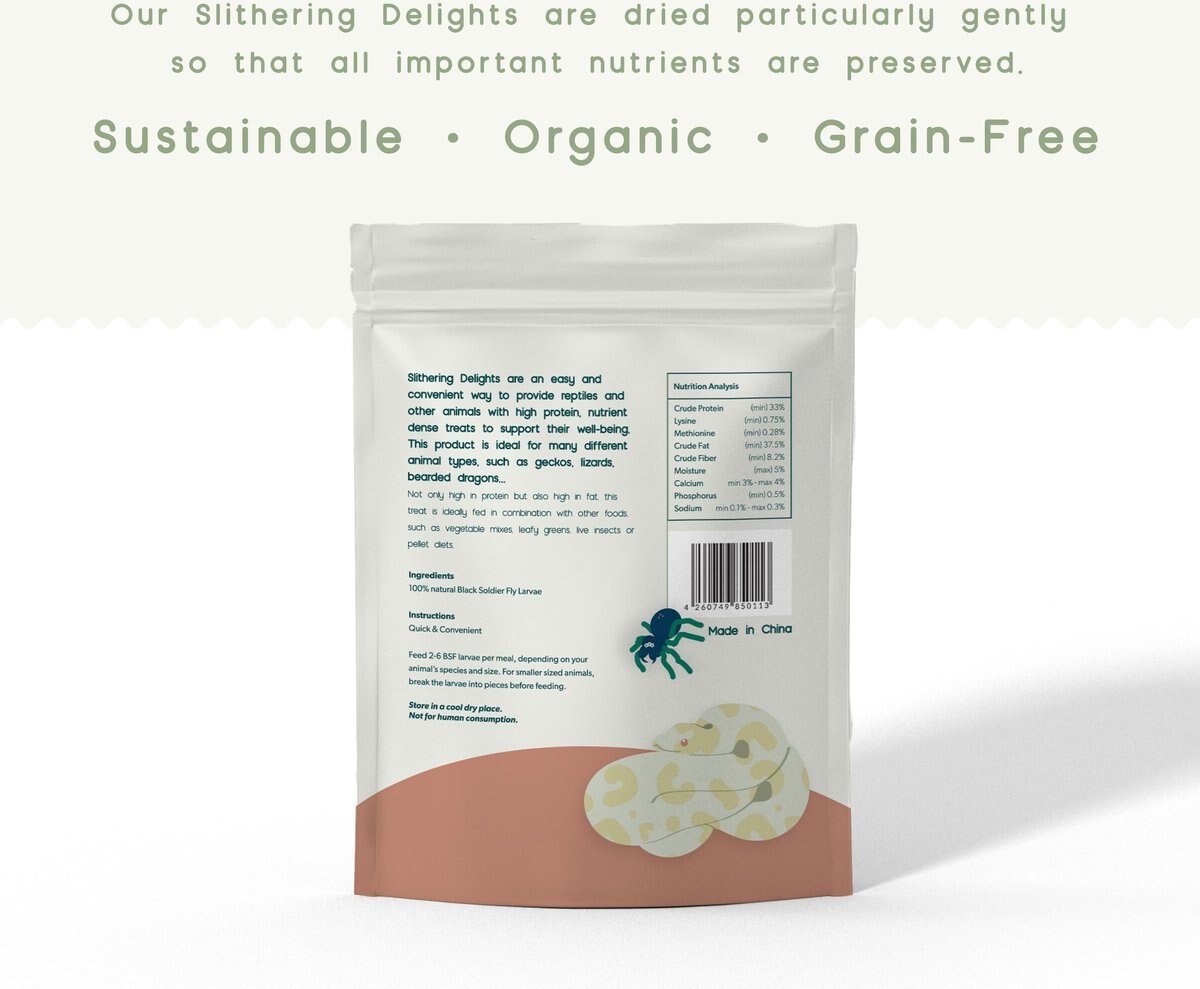 Our Slithering Delights are dried particularly gently
so that all important nutrients are preserved.
Sustainable • Organic • Grain-Free
Slithering Delights are an easy and
convenient way to provide reptiles and
other animals with high protein, nutrient
dense treats to support their well-being.
This product is ideal for many different
animal types, such as geckos, lizards,
bearded dragons...
Not only high in protein but also high in fat, this
treat is ideally fed in combination with other foods,
such as vegetable mixes, leafy greens, live insects or
pellet diets.
Ingredients
100% natural Black Soldier Fly Larvae
Instructions
Quick & Convenient
Feed 2-6 BSF larvae per meal, depending on your
animal's species and size. For smaller sized animals,
break the larvae into pieces before feeding.
Store in a cool dry place.
Not for human consumption.
Nutrition Analysis
Crude Protein (min) 33%
Lysine (min) 0.75%
Methionine (min) 0.28%
Crude Fat (min) 37.5%
Crude Fiber (min) 8.2%
Moisture (max) 5%
Calcium min 3% - max 4%
Phosphorus (min) 0.5%
Sodium min 0.1% - max 0.3%
4 260749 850113
Made in China